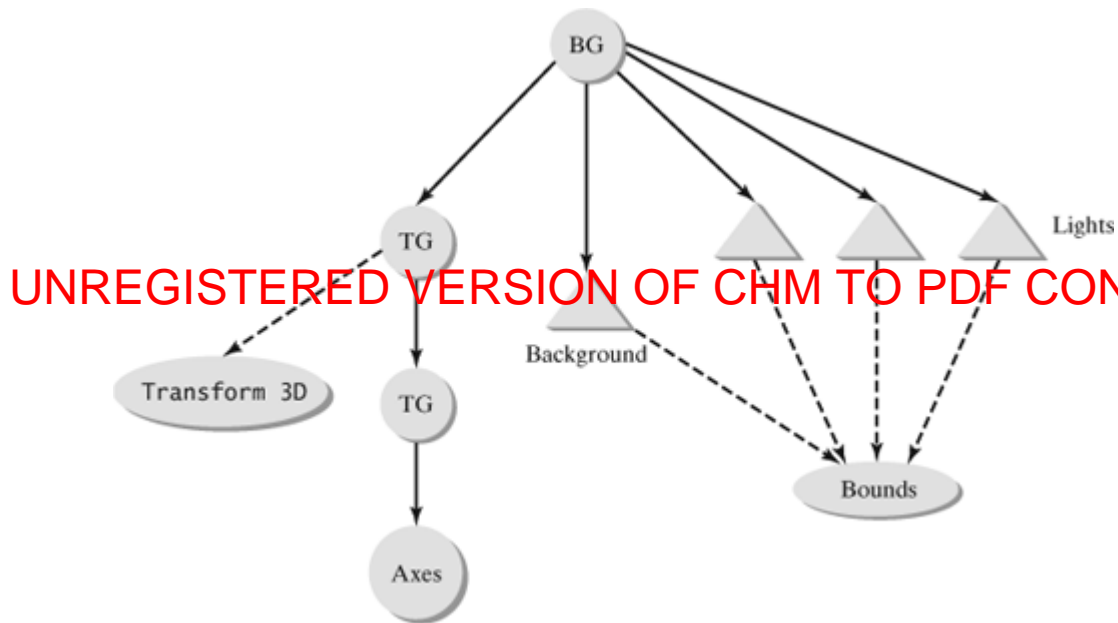 BG
TG
Lights
UNREGISTERED VERSION OF CHM TO PDF CON
Background
Transform 3D
TG
Bounds
Axes